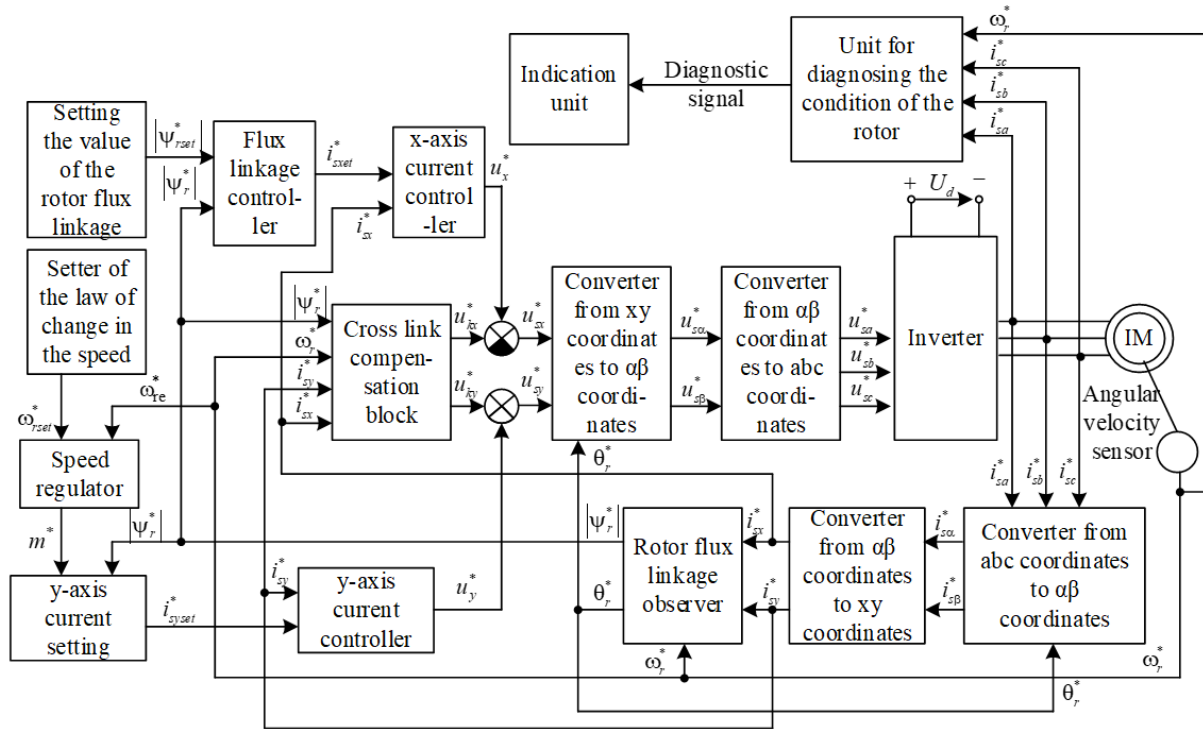 Setting
the value
of the
rotor flux
linkage
|ψ*rset|
|ψ*r|
Flux
linkage
control-
ler
i*sxet
i*sx
x-axis
current
control
-ler
u*x
Indication
unit
Diagnostic
signal
Unit for
diagnosing the
condition of the
rotor
ω*r
i*sc
i*sb
i*sa
+ U_d −
Setter of
the law of
change in
the speed
ω*rset
ω*re
|ψ*r|
ω*r
i*sy
i*sx
Cross link
compen-
sation
block
u*kx
u*ky
u*sx
u*sy
Converter
from xy
coordinat
es to αβ
coordi-
nates
u*sα
u*sβ
Converter
from αβ
coordinat
es to abc
coordi-
nates
u*sa
u*sb
u*sc
Inverter
IM
Angular
velocity
sensor
Speed
regulator
m*
|ψ*r|
y-axis
current
setting
i*syset
i*sy
y-axis
current
controller
u*y
θ*r
|ψ*r|
θ*r
Rotor flux
linkage
observer
ω*r
i*sx
i*sy
Converter
from αβ
coordinates
to xy
coordinates
i*sα
i*sβ
i*sa
i*sb
i*sc
Converter from
abc coordinates
to αβ
coordinates
θ*r
ω*r